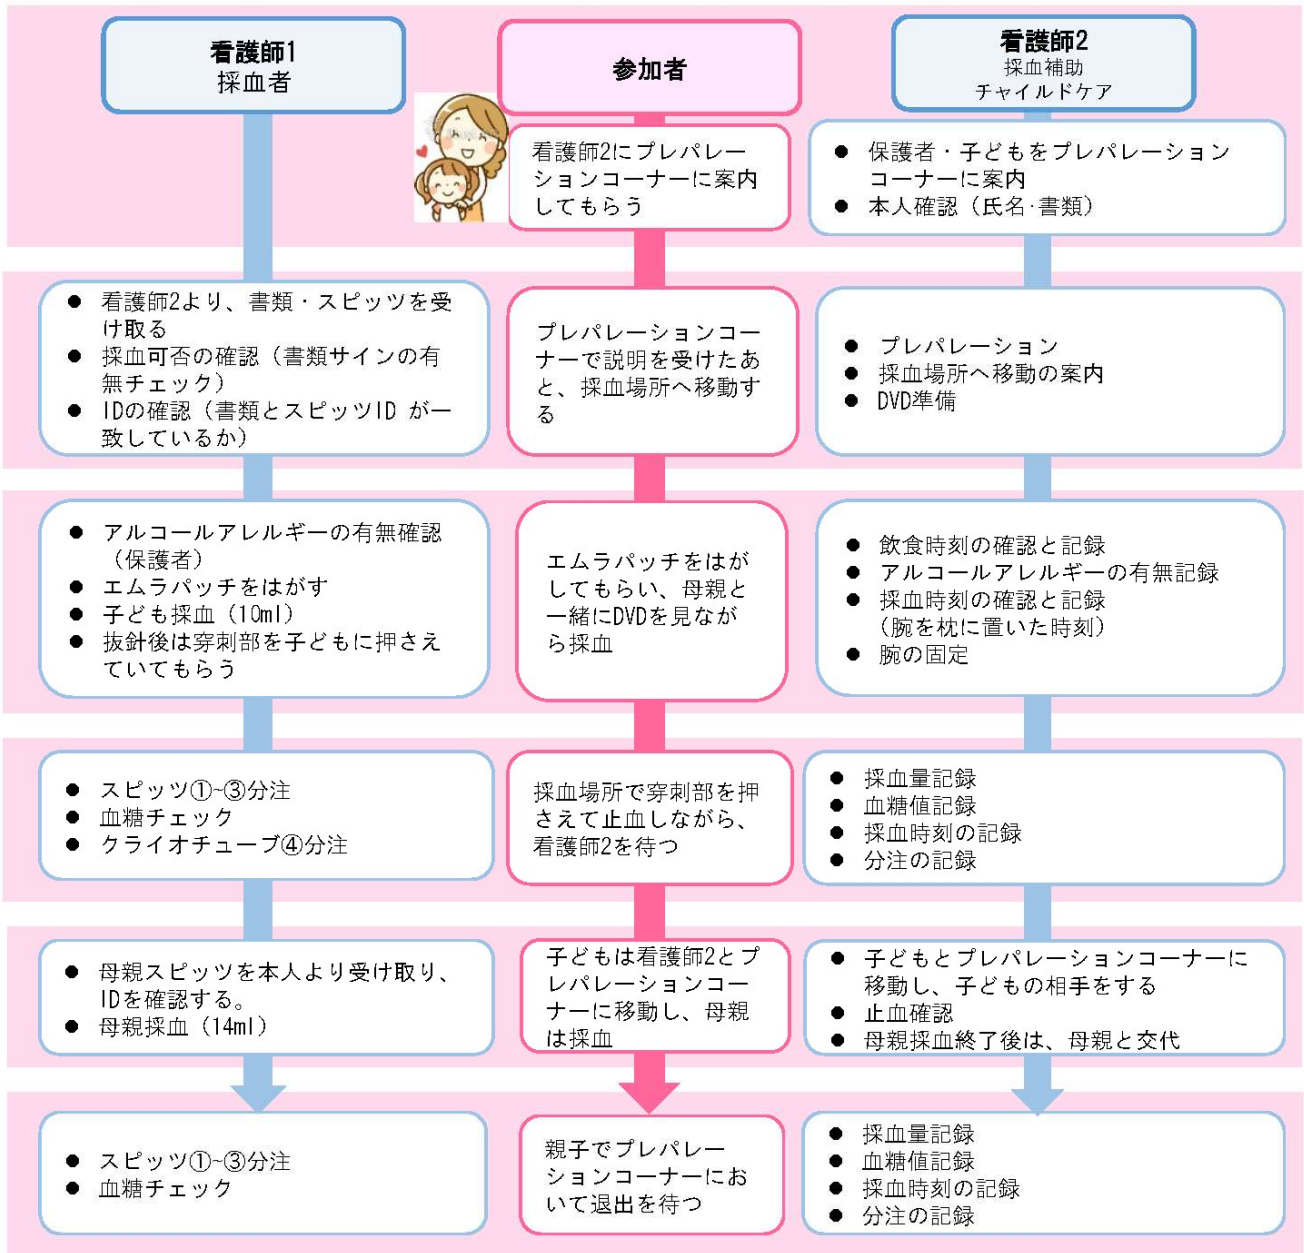 看護師1
採血者
参加者
看護師2
採血補助
チャイルドケア
看護師2にプレパレー
ションコーナーに案内
してもらう
● 保護者・子どもをプレパレーション
コーナーに案内
● 本人確認（氏名・書類）
● 看護師2より、書類・スピッツを受
け取る
● 採血可否の確認（書類サインの有
無チェック）
● IDの確認（書類とスピッツID が一
致しているか）
プレパレーションコー
ナーで説明を受けたあ
と、採血場所へ移動す
る
● プレパレーション
● 採血場所へ移動の案内
● DVD準備
● アルコールアレルギーの有無確認
（保護者）
● エムラパッチをはがす
● 子ども採血（10ml）
● 抜針後は穿刺部を子どもに押さえ
ていてもらう
エムラパッチをはが
してもらい、母親と
一緒にDVDを見なが
ら採血
● 飲食時刻の確認と記録
● アルコールアレルギーの有無記録
● 採血時刻の確認と記録
（腕を枕に置いた時刻）
● 腕の固定
● スピッツ①~③分注
● 血糖チェック
● クライオチューブ④分注
採血場所で穿刺部を押
さえて止血しながら、
看護師2を待つ
● 採血量記録
● 血糖値記録
● 採血時刻の記録
● 分注の記録
● 母親スピッツを本人より受け取り、
IDを確認する。
● 母親採血（14ml）
子どもは看護師2とプ
レパレーションコー
ナーに移動し、母親
は採血
● 子どもとプレパレーションコーナーに
移動し、子どもの相手をする
● 止血確認
● 母親採血終了後は、母親と交代
● スピッツ①~③分注
● 血糖チェック
親子でプレパレー
ションコーナーにお
いて退出を待つ
● 採血量記録
● 血糖値記録
● 採血時刻の記録
● 分注の記録